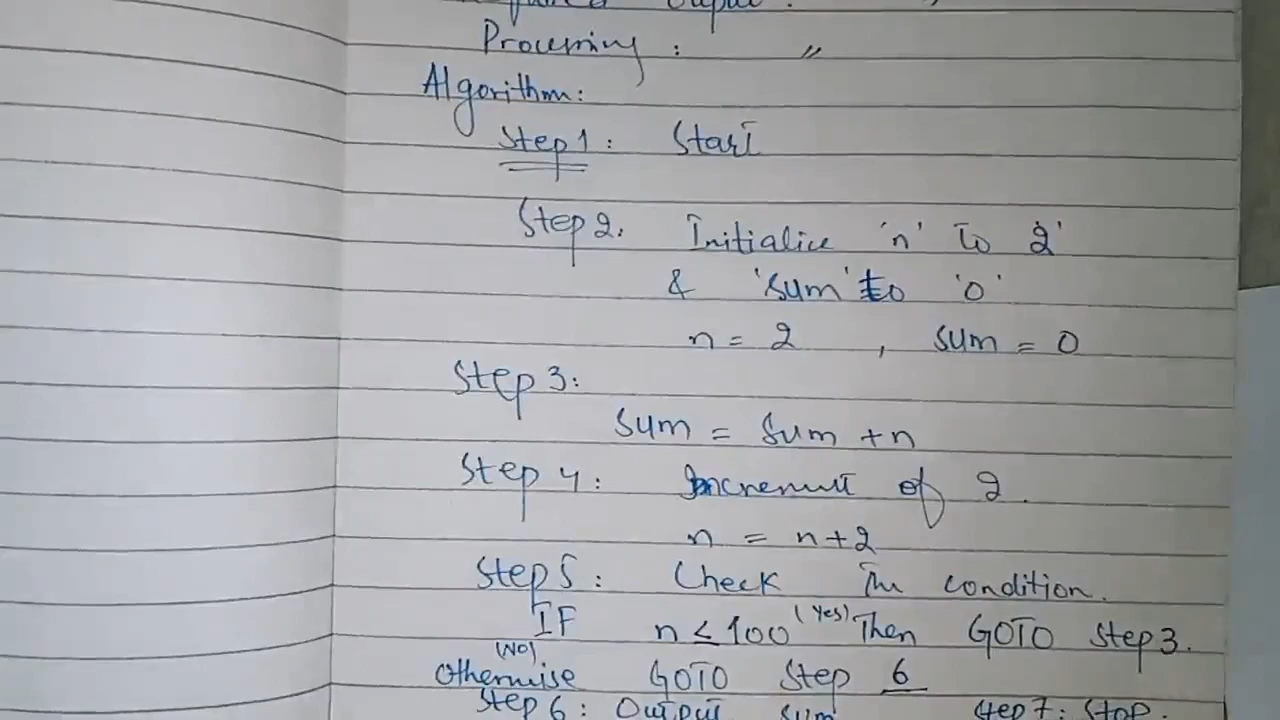 Output.
Processing : "
Algorithm:
Step 1: Start
Step 2. Initialize 'n' to 2'
& 'sum' to '0'
n = 2 , sum = 0
Step 3:
sum = sum + n
Step 4: Increment of 2.
n = n + 2
Step 5: Check The condition.
IF n ≤ 100 (Yes) Then GOTO Step 3.
(No)
Otherwise GOTO Step 6
Step 6: Output sum Step 7: Stop.